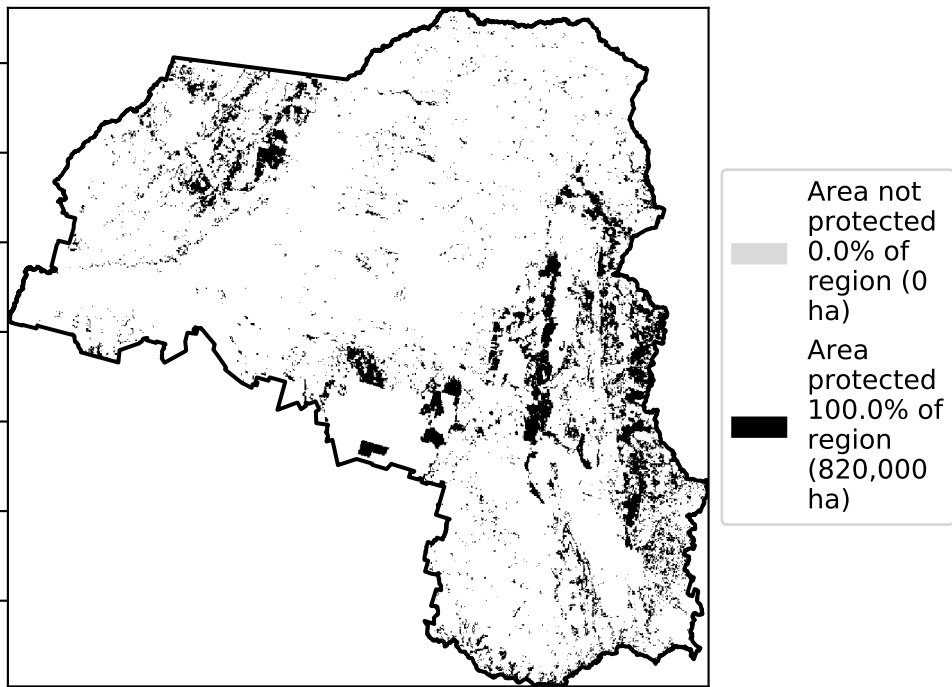 Area not
protected
0.0% of
region (0
ha)
Area
protected
100.0% of
region
(820,000
ha)